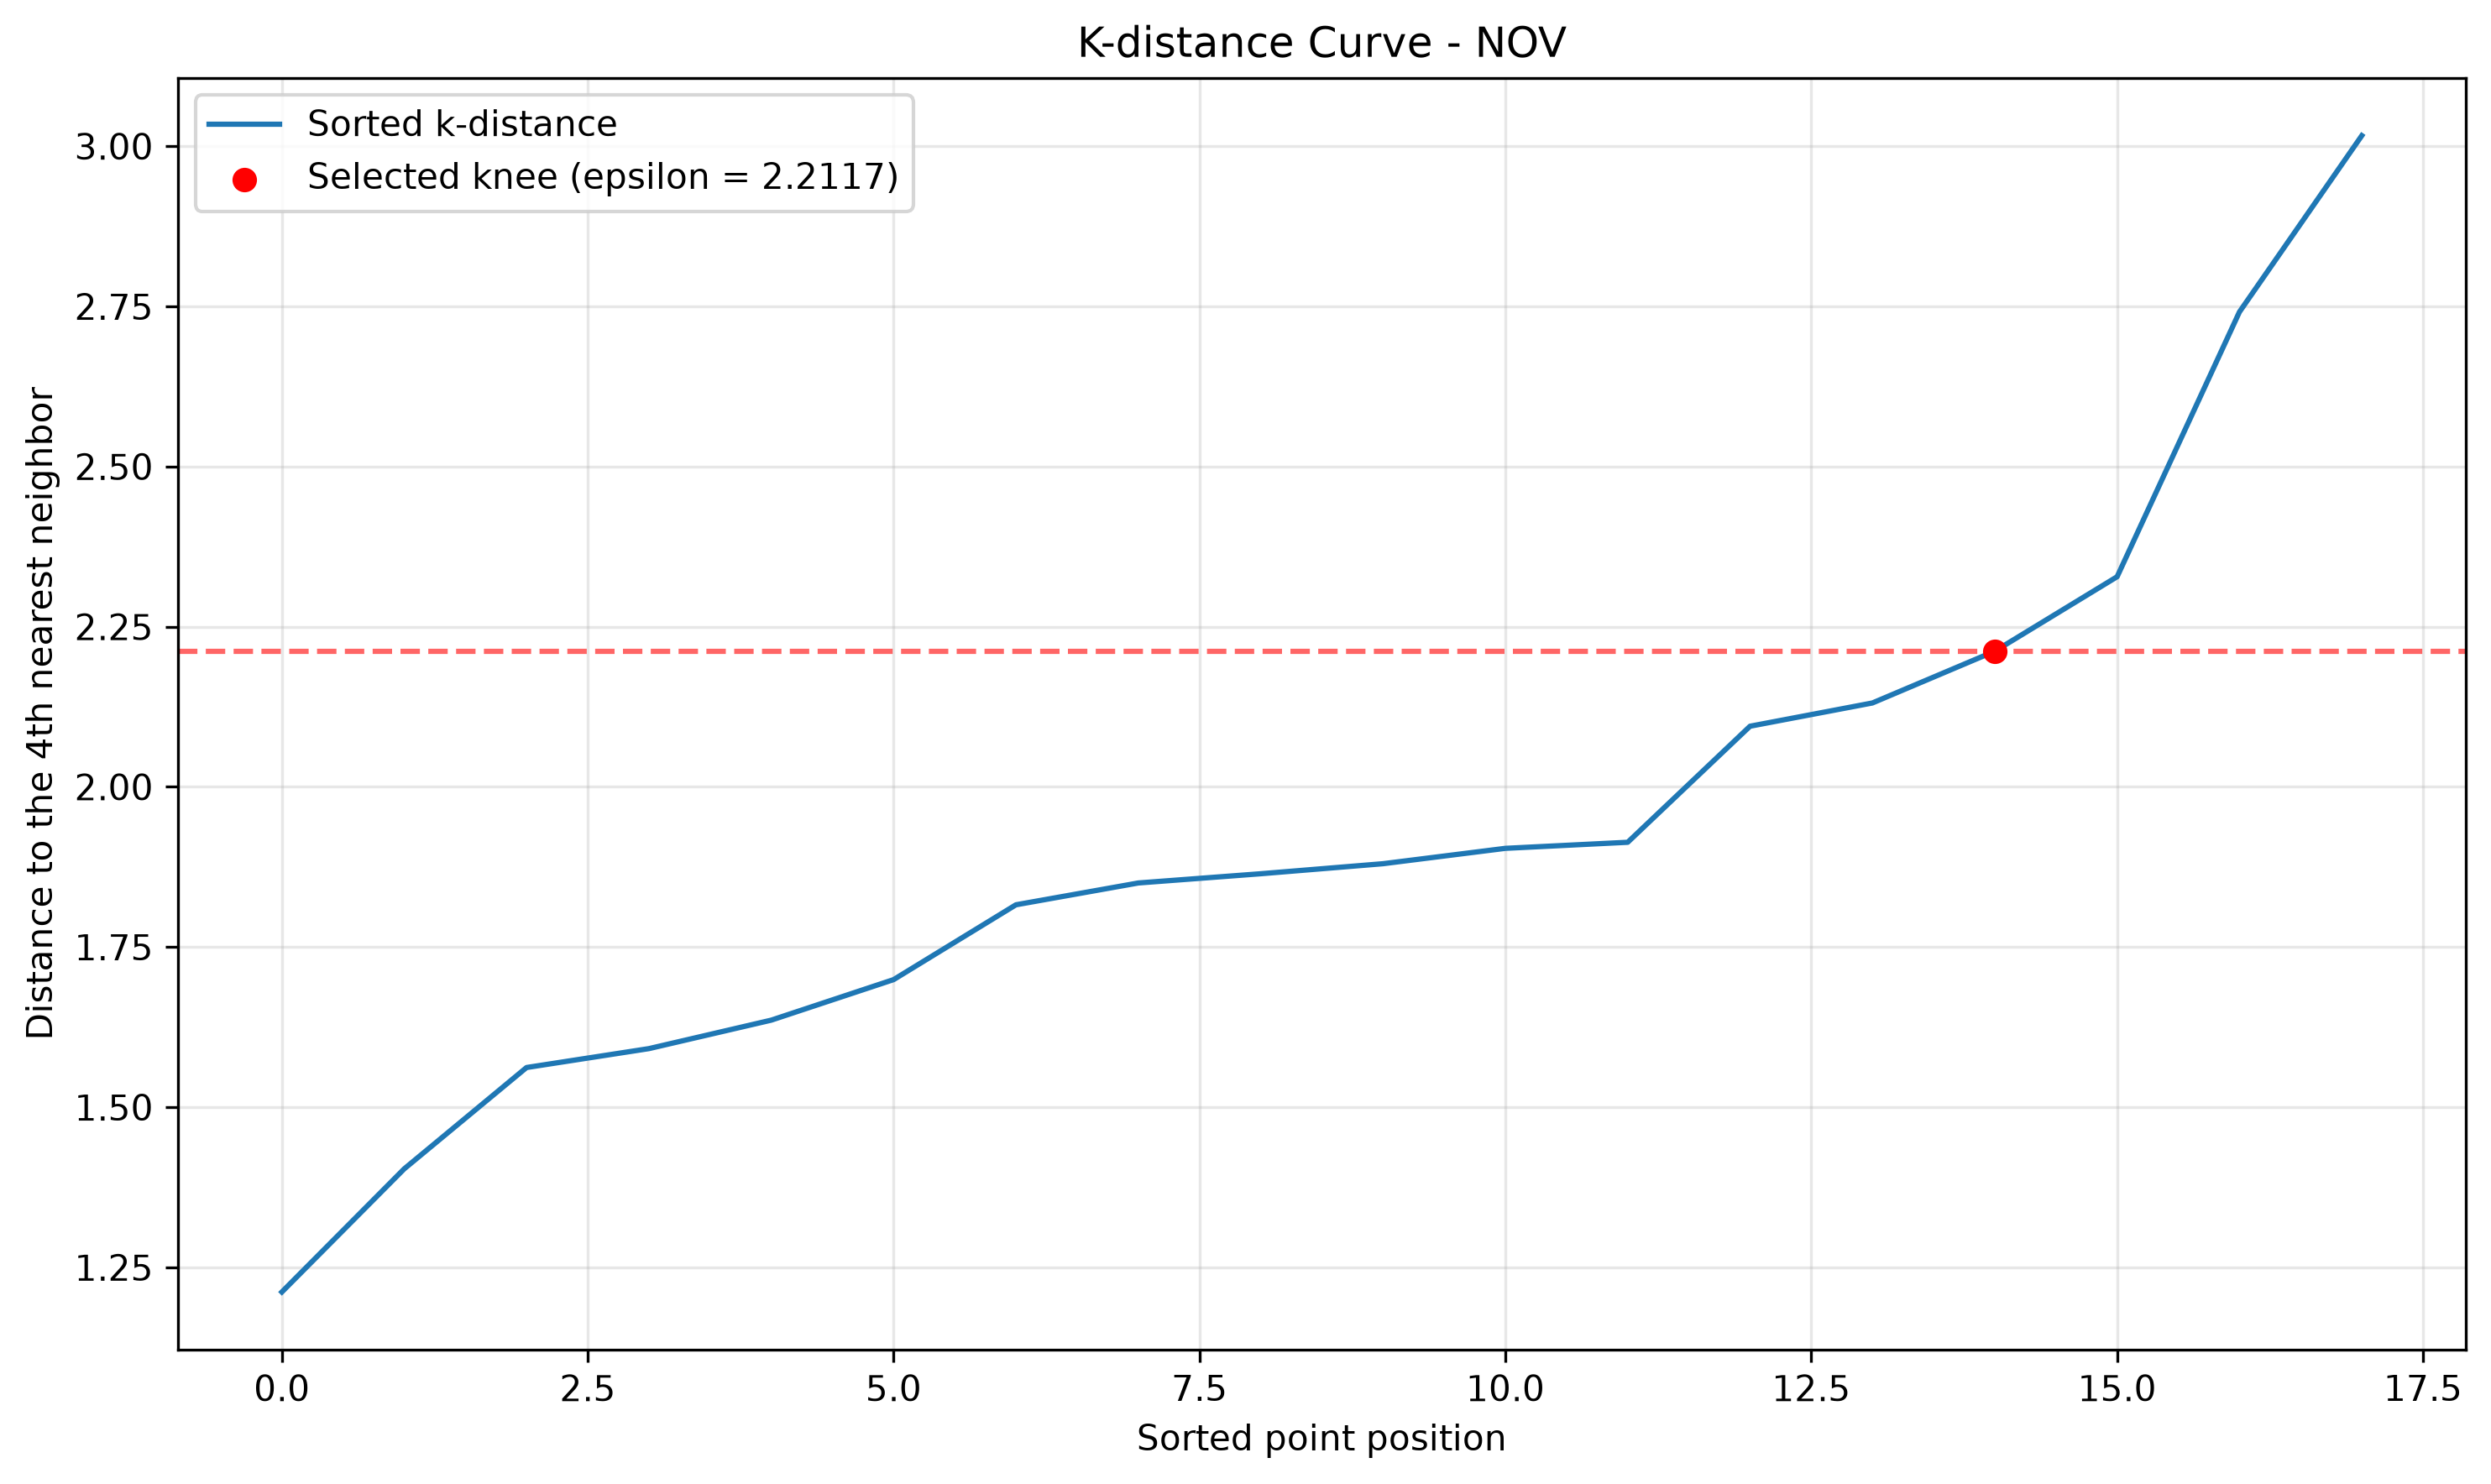 K-distance Curve - NOV
Sorted k-distance
Selected knee (epsilon = 2.2117)
Distance to the 4th nearest neighbor
3.00
2.75
2.50
2.25
2.00
1.75
1.50
1.25
0.0 2.5 5.0 7.5 10.0 12.5 15.0 17.5
Sorted point position